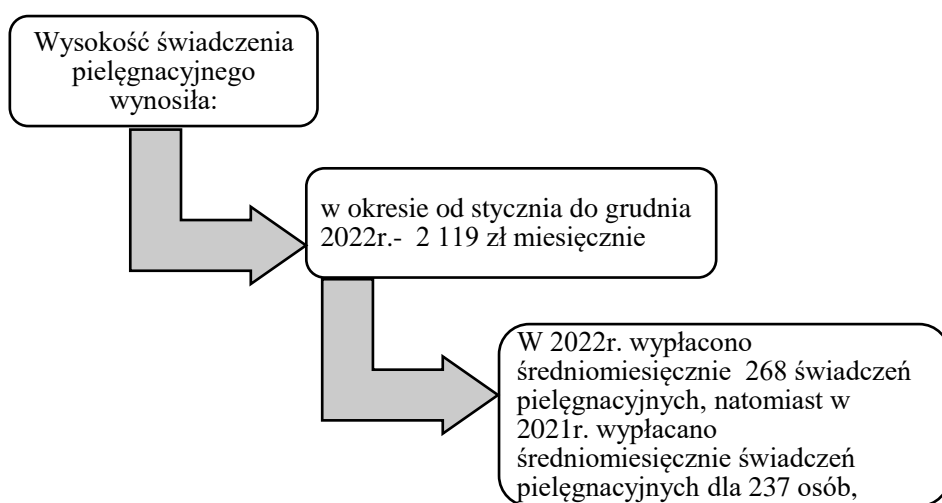 Wysokość świadczenia
pielęgnacyjnego
wynosiła:
w okresie od stycznia do grudnia
2022r.- 2 119 zł miesięcznie
W 2022r. wypłacono
średniomiesięcznie 268 świadczeń
pielęgnacyjnych, natomiast w
2021r. wypłacano
średniomiesięcznie świadczeń
pielęgnacyjnych dla 237 osób,